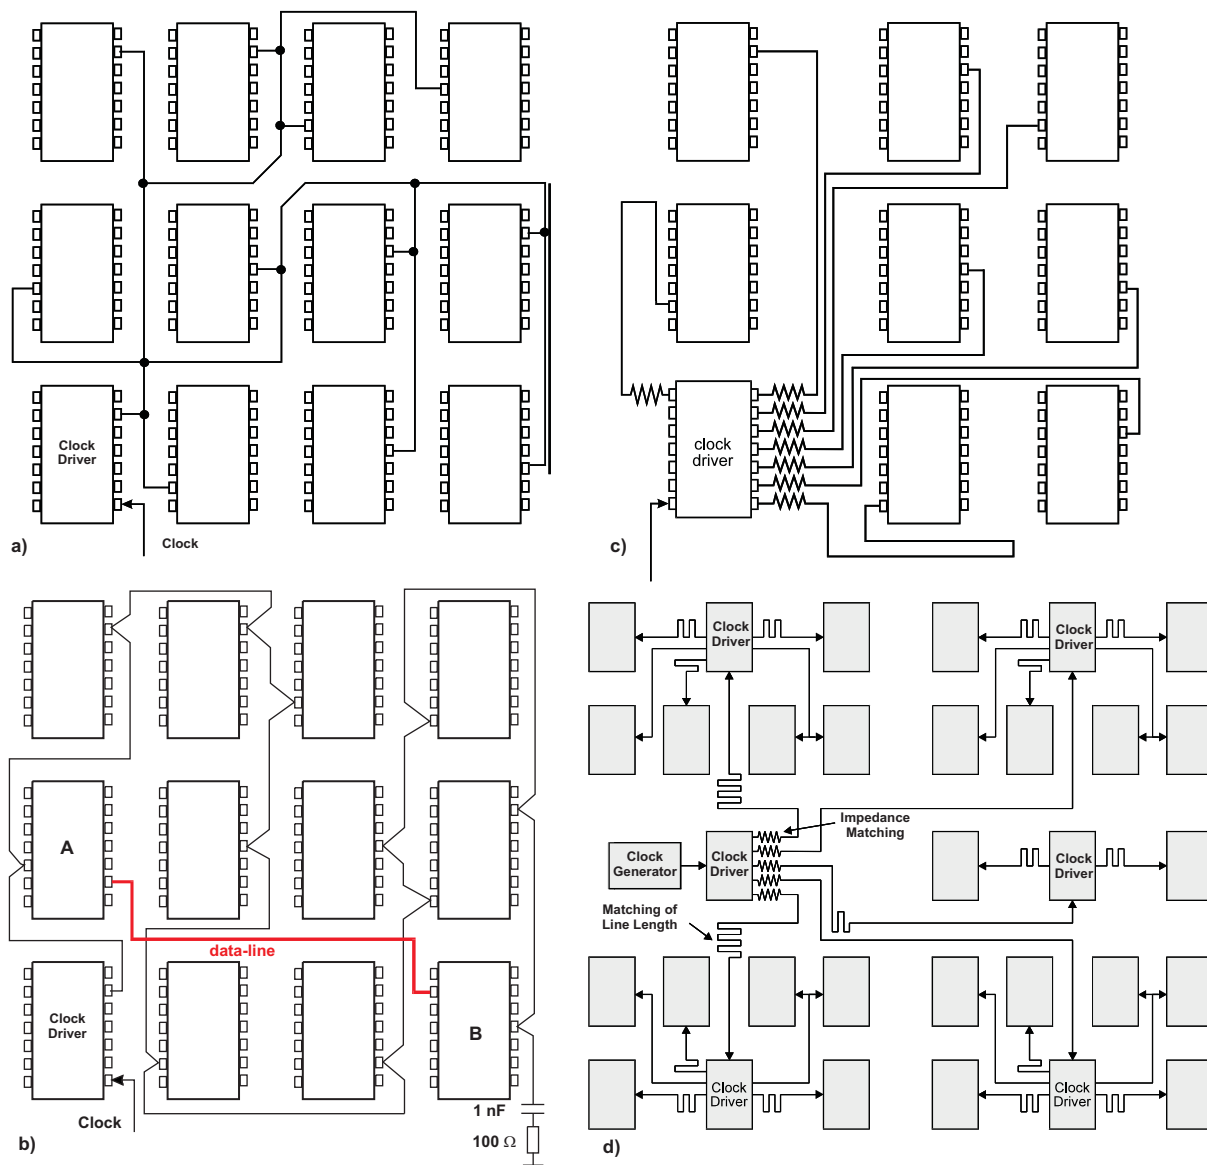 Clock
Driver
Clock
a)
clock
driver
c)
A
data-line
Clock
Driver
B
Clock
1 nF
100 Ω
b)
Clock
Driver
Clock
Driver
Impedance
Matching
Clock
Generator
Clock
Driver
Clock
Driver
Matching of
Line Length
Clock
Driver
Clock
Driver
d)